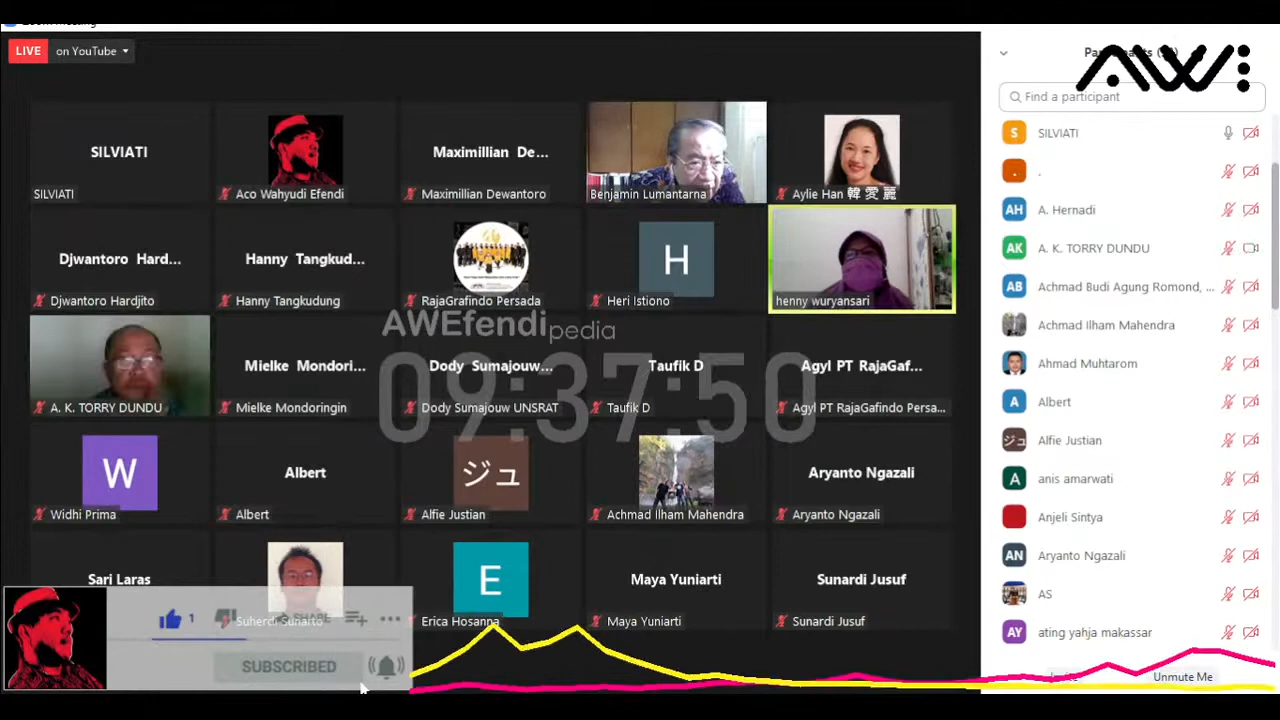 Zoom Meeting
LIVE on YouTube
SILVIATI
SILVIATI
Aco Wahyudi Efendi
Maximillian De...
Maximillian Dewantoro
Benjamin Lumantarna
Aylie Han 韓 愛 麗
Djwantoro Hard...
Djwantoro Hardjito
Hanny Tangkud...
Hanny Tangkudung
RajaGrafindo Persada
H
Heri Istiono
henny wuryansari
AWEfendipedia
09:37:50
A. K. TORRY DUNDU
Mielke Mondori...
Mielke Mondoringin
Dody Sumajouw...
Dody Sumajouw UNSRAT
Taufik D
Taufik D
Agyl PT RajaGaf...
Agyl PT RajaGafindo Persa...
W
Widhi Prima
Albert
Albert
ジュ
Alfie Justian
Achmad Ilham Mahendra
Aryanto Ngazali
Aryanto Ngazali
Sari Laras
E
Erica Hosanna
Maya Yuniarti
Maya Yuniarti
Sunardi Jusuf
Sunardi Jusuf
1
SHARE
SUBSCRIBED
AWE
Find a participant
S SILVIATI
. .
AH A. Hernadi
AK A. K. TORRY DUNDU
AB Achmad Budi Agung Romond, ...
Achmad Ilham Mahendra
Ahmad Muhtarom
A Albert
ジュ Alfie Justian
A anis amarwati
Anjeli Sintya
AN Aryanto Ngazali
AS
AY ating yahja makassar
Invite
Unmute Me